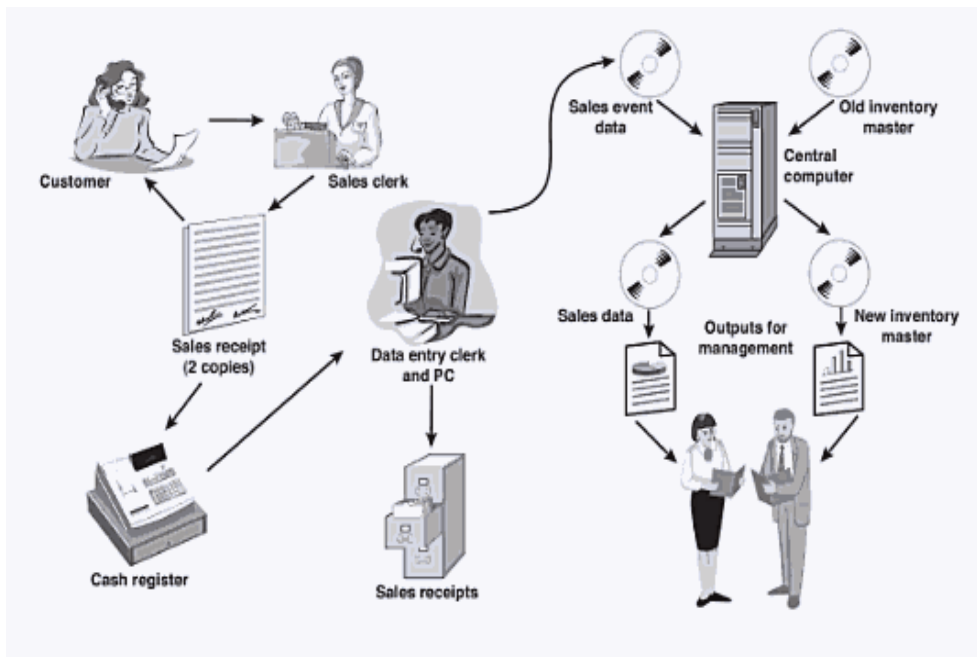 Customer
Sales clerk
Sales receipt
(2 copies)
Cash register
Data entry clerk
and PC
Sales receipts
Sales event
data
Old inventory
master
Central
computer
Sales data
Outputs for
management
New inventory
master